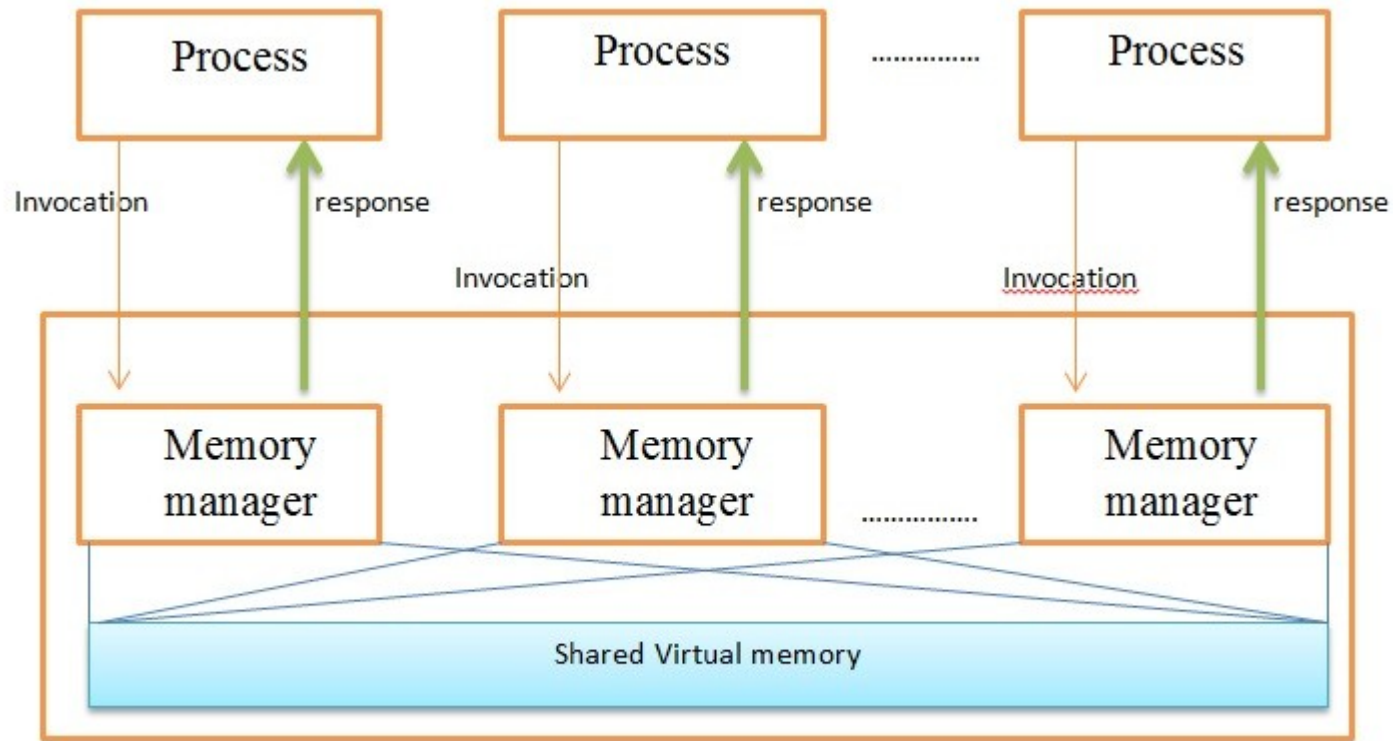 Process
Process
...............
Process
Invocation
response
response
response
Invocation
Invocation
Memory
manager
Memory
manager
................
Memory
manager
Shared Virtual memory